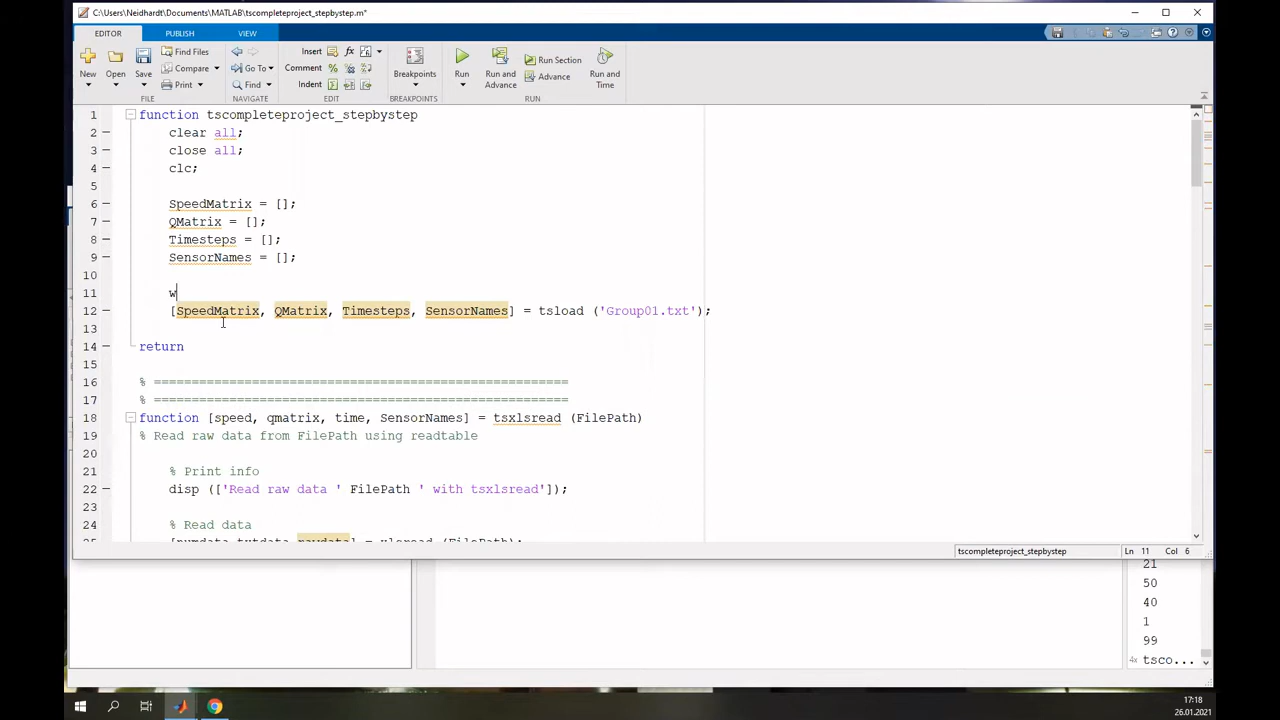 C:\Users\Neidhardt\Documents\MATLAB\tscompleteproject_stepbystep.m*
EDITOR PUBLISH VIEW
New Open Save Find Files Compare Print Go To Find Insert Comment Indent Breakpoints Run Run and Advance Run Section Advance Run and Time
FILE NAVIGATE EDIT BREAKPOINTS RUN
1 function tscompleteproject_stepbystep
2 clear all;
3 close all;
4 clc;
5
6 SpeedMatrix = [];
7 QMatrix = [];
8 Timesteps = [];
9 SensorNames = [];
10
11 w
12 [SpeedMatrix, QMatrix, Timesteps, SensorNames] = tsload ('Group01.txt');
13
14 return
15
16 % =======================================================
17 % =======================================================
18 function [speed, qmatrix, time, SensorNames] = tsxlsread (FilePath)
19 % Read raw data from FilePath using readtable
20
21 % Print info
22 disp (['Read raw data ' FilePath ' with tsxlsread']);
23
24 % Read data
25 [numdata,txtdata,rawdata] = xlsread (FilePath);
tscompleteproject_stepbystep Ln 11 Col 6
21
50
40
1
99
4x tsco...
17:18
26.01.2021